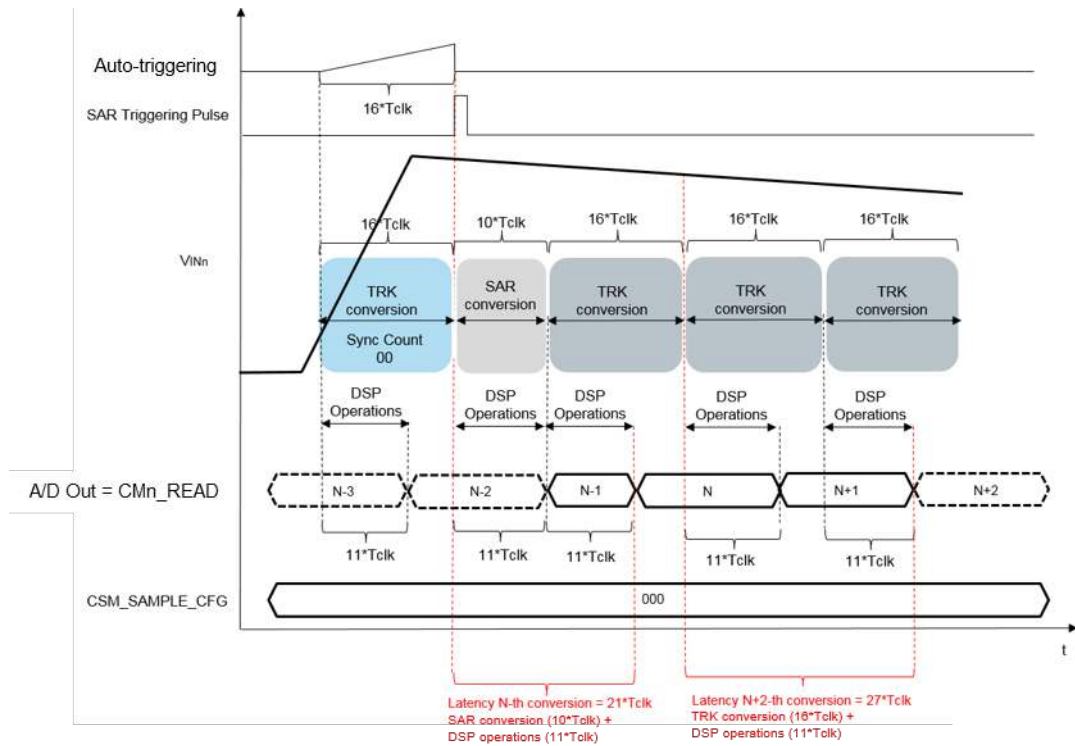 Auto-triggering
16*Tclk
SAR Triggering Pulse
16*Tclk
10*Tclk
16*Tclk
16*Tclk
16*Tclk
VINn
TRK
conversion
Sync Count
00
SAR
conversion
TRK
conversion
TRK
conversion
TRK
conversion
DSP
Operations
DSP
Operations
DSP
Operations
DSP
Operations
DSP
Operations
A/D Out = CMn_READ
N-3
N-2
N-1
N
N+1
N+2
11*Tclk
11*Tclk
11*Tclk
11*Tclk
11*Tclk
CSM_SAMPLE_CFG
000
t
Latency N-th conversion = 21*Tclk
SAR conversion (10*Tclk) +
DSP operations (11*Tclk)
Latency N+2-th conversion = 27*Tclk
TRK conversion (16*Tclk) +
DSP operations (11*Tclk)